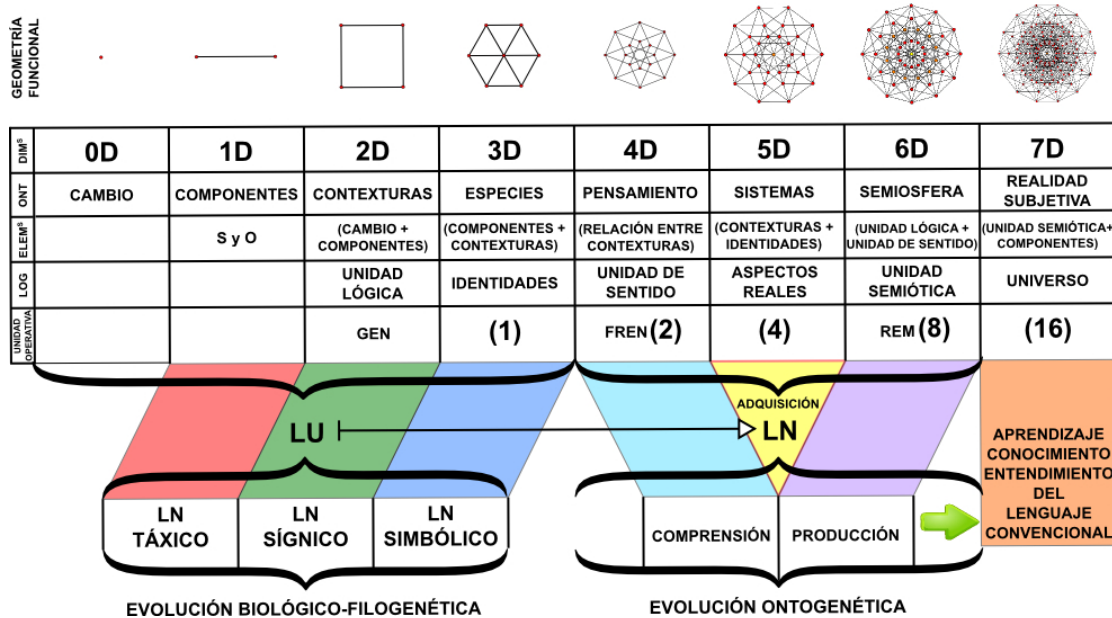 GEOMETRÍA
FUNCIONAL
DIMˢ
0D
1D
2D
3D
4D
5D
6D
7D
ONT
CAMBIO
COMPONENTES
CONTEXTURAS
ESPECIES
PENSAMIENTO
SISTEMAS
SEMIOSFERA
REALIDAD
SUBJETIVA
ELEMˢ
S y O
(CAMBIO +
COMPONENTES)
(COMPONENTES +
CONTEXTURAS)
(RELACIÓN ENTRE
CONTEXTURAS)
(CONTEXTURAS +
IDENTIDADES)
(UNIDAD LÓGICA +
UNIDAD DE SENTIDO)
(UNIDAD SEMIÓTICA+
COMPONENTES)
LOG
UNIDAD
LÓGICA
IDENTIDADES
UNIDAD DE
SENTIDO
ASPECTOS
REALES
UNIDAD
SEMIÓTICA
UNIVERSO
UNIDAD
OPERATIVA
GEN
(1)
FREN (2)
(4)
REM (8)
(16)
LU
ADQUISICIÓN
LN
LN
TÁXICO
LN
SÍGNICO
LN
SIMBÓLICO
COMPRENSIÓN
PRODUCCIÓN
APRENDIZAJE
CONOCIMIENTO
ENTENDIMIENTO
DEL
LENGUAJE
CONVENCIONAL
EVOLUCIÓN BIOLÓGICO-FILOGENÉTICA
EVOLUCIÓN ONTOGENÉTICA